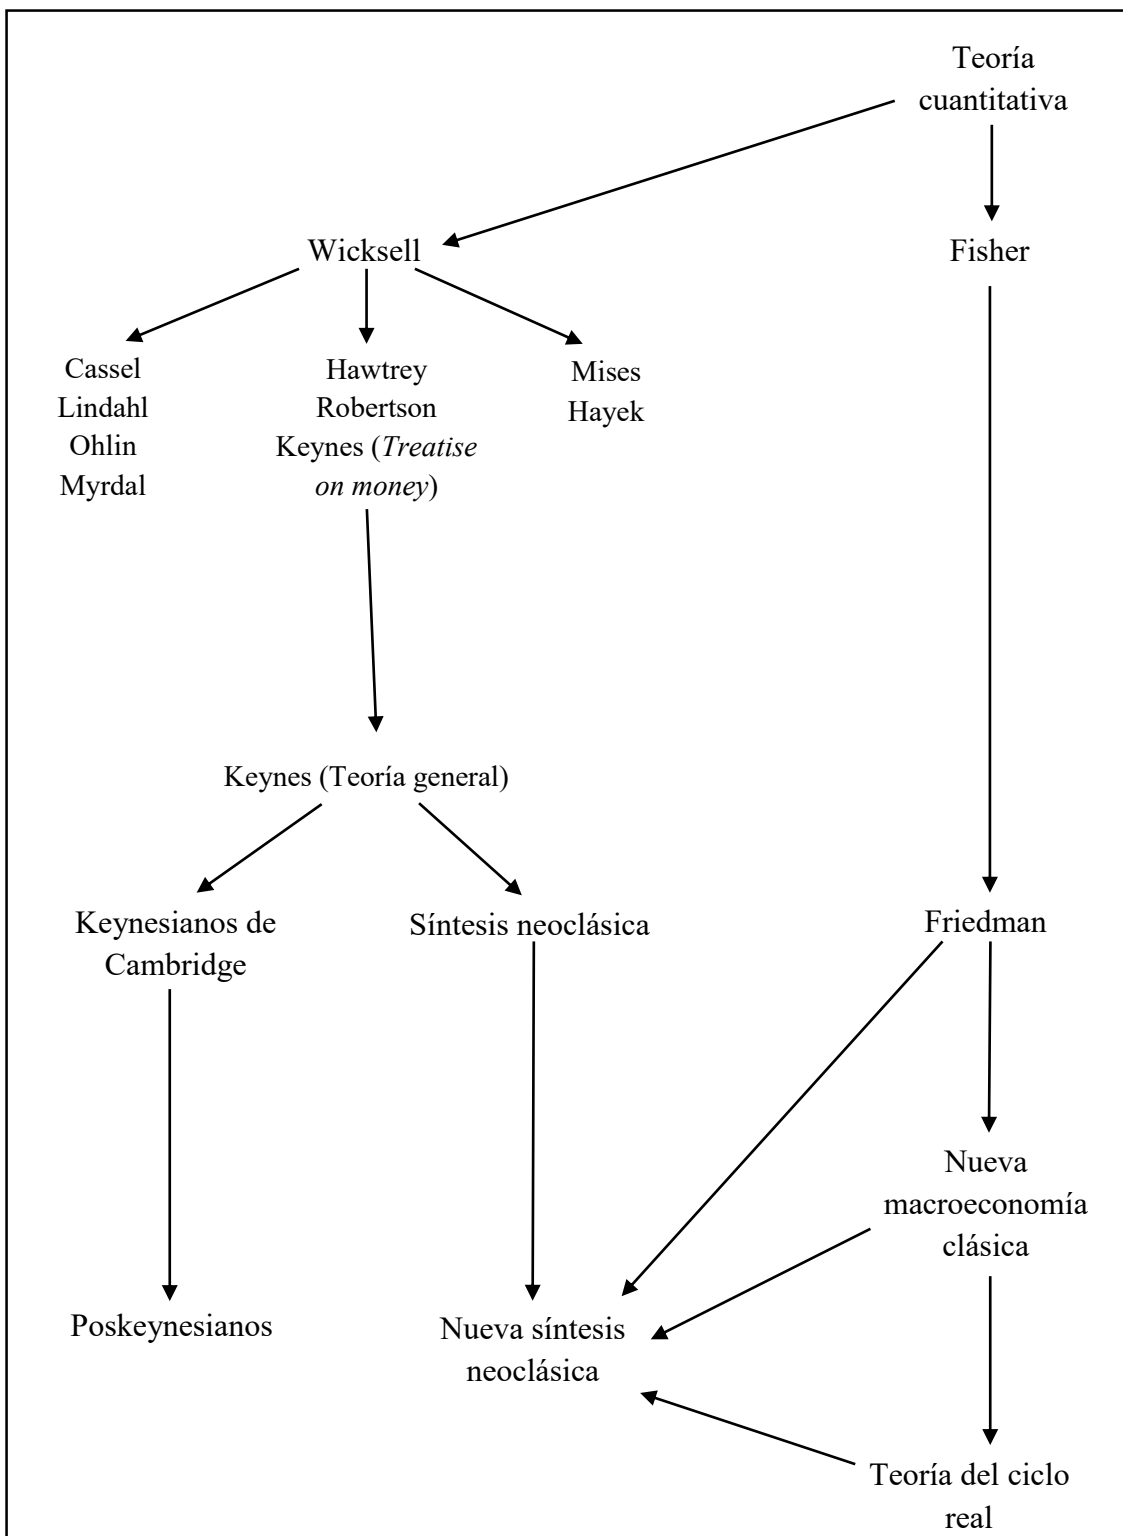 Teoría
cuantitativa
Wicksell
Fisher
Cassel
Lindahl
Ohlin
Myrdal
Hawtrey
Robertson
Keynes (Treatise
on money)
Mises
Hayek
Keynes (Teoría general)
Keynesianos de
Cambridge
Síntesis neoclásica
Friedman
Nueva
macroeconomía
clásica
Poskeynesianos
Nueva síntesis
neoclásica
Teoría del ciclo
real